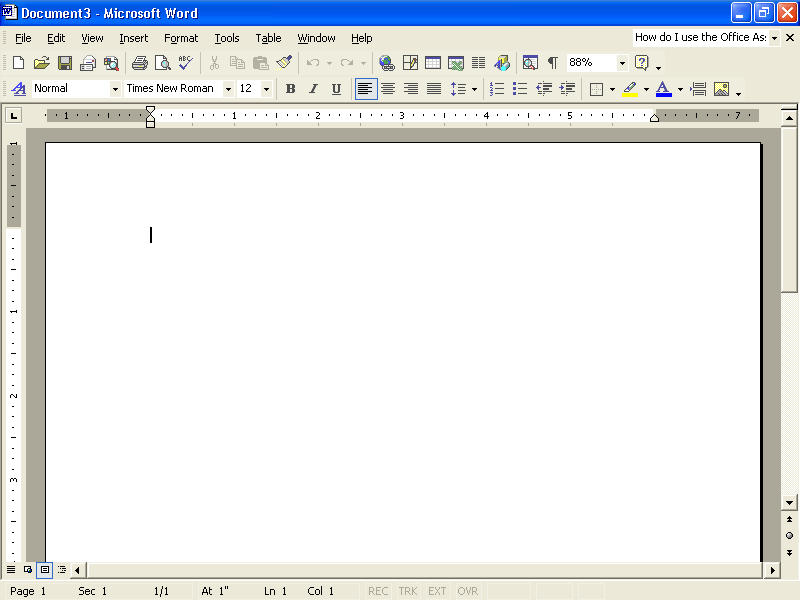 Document3 - Microsoft Word
File Edit View Insert Format Tools Table Window Help How do I use the Office As
88%
Normal Times New Roman 12 B I U
1 1 2 3 4 5 7
1
1
2
3
Page 1 Sec 1 1/1 At 1" Ln 1 Col 1 REC TRK EXT OVR